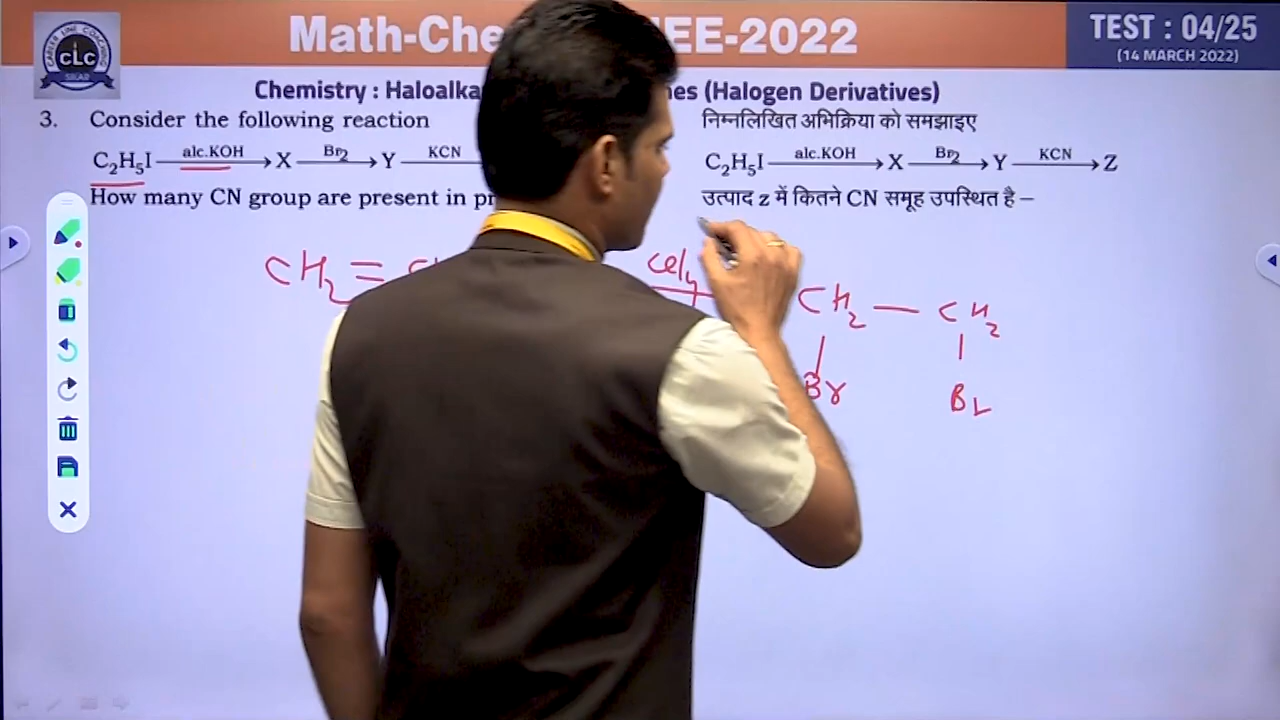 Math-Che EE-2022
TEST : 04/25
(14 MARCH 2022)
CLC
Chemistry : Haloalka nes (Halogen Derivatives)
3. Consider the following reaction
C₂H₅I —alc.KOH→ X —Br₂→ Y —KCN
How many CN group are present in pr
निम्नलिखित अभिक्रिया को समझाइए
C₂H₅I —alc.KOH→ X —Br₂→ Y —KCN→ Z
उत्पाद z में कितने CN समूह उपस्थित है –
CH₂ =
CCl₄
CH₂ — CH₂
Br Br